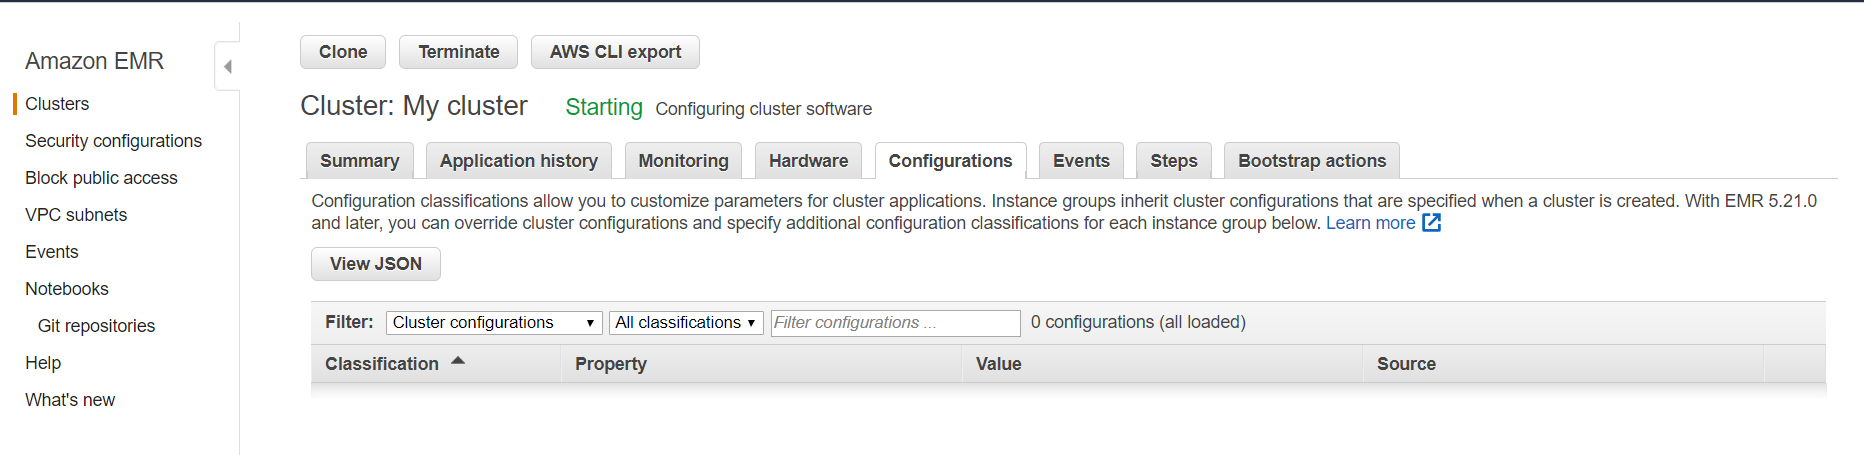 Amazon EMR
Clusters
Security configurations
Block public access
VPC subnets
Events
Notebooks
Git repositories
Help
What's new
Clone Terminate AWS CLI export
Cluster: My cluster Starting Configuring cluster software
Summary Application history Monitoring Hardware Configurations Events Steps Bootstrap actions
Configuration classifications allow you to customize parameters for cluster applications. Instance groups inherit cluster configurations that are specified when a cluster is created. With EMR 5.21.0
and later, you can override cluster configurations and specify additional configuration classifications for each instance group below. Learn more
View JSON
Filter: Cluster configurations All classifications Filter configurations ... 0 configurations (all loaded)
Classification Property Value Source